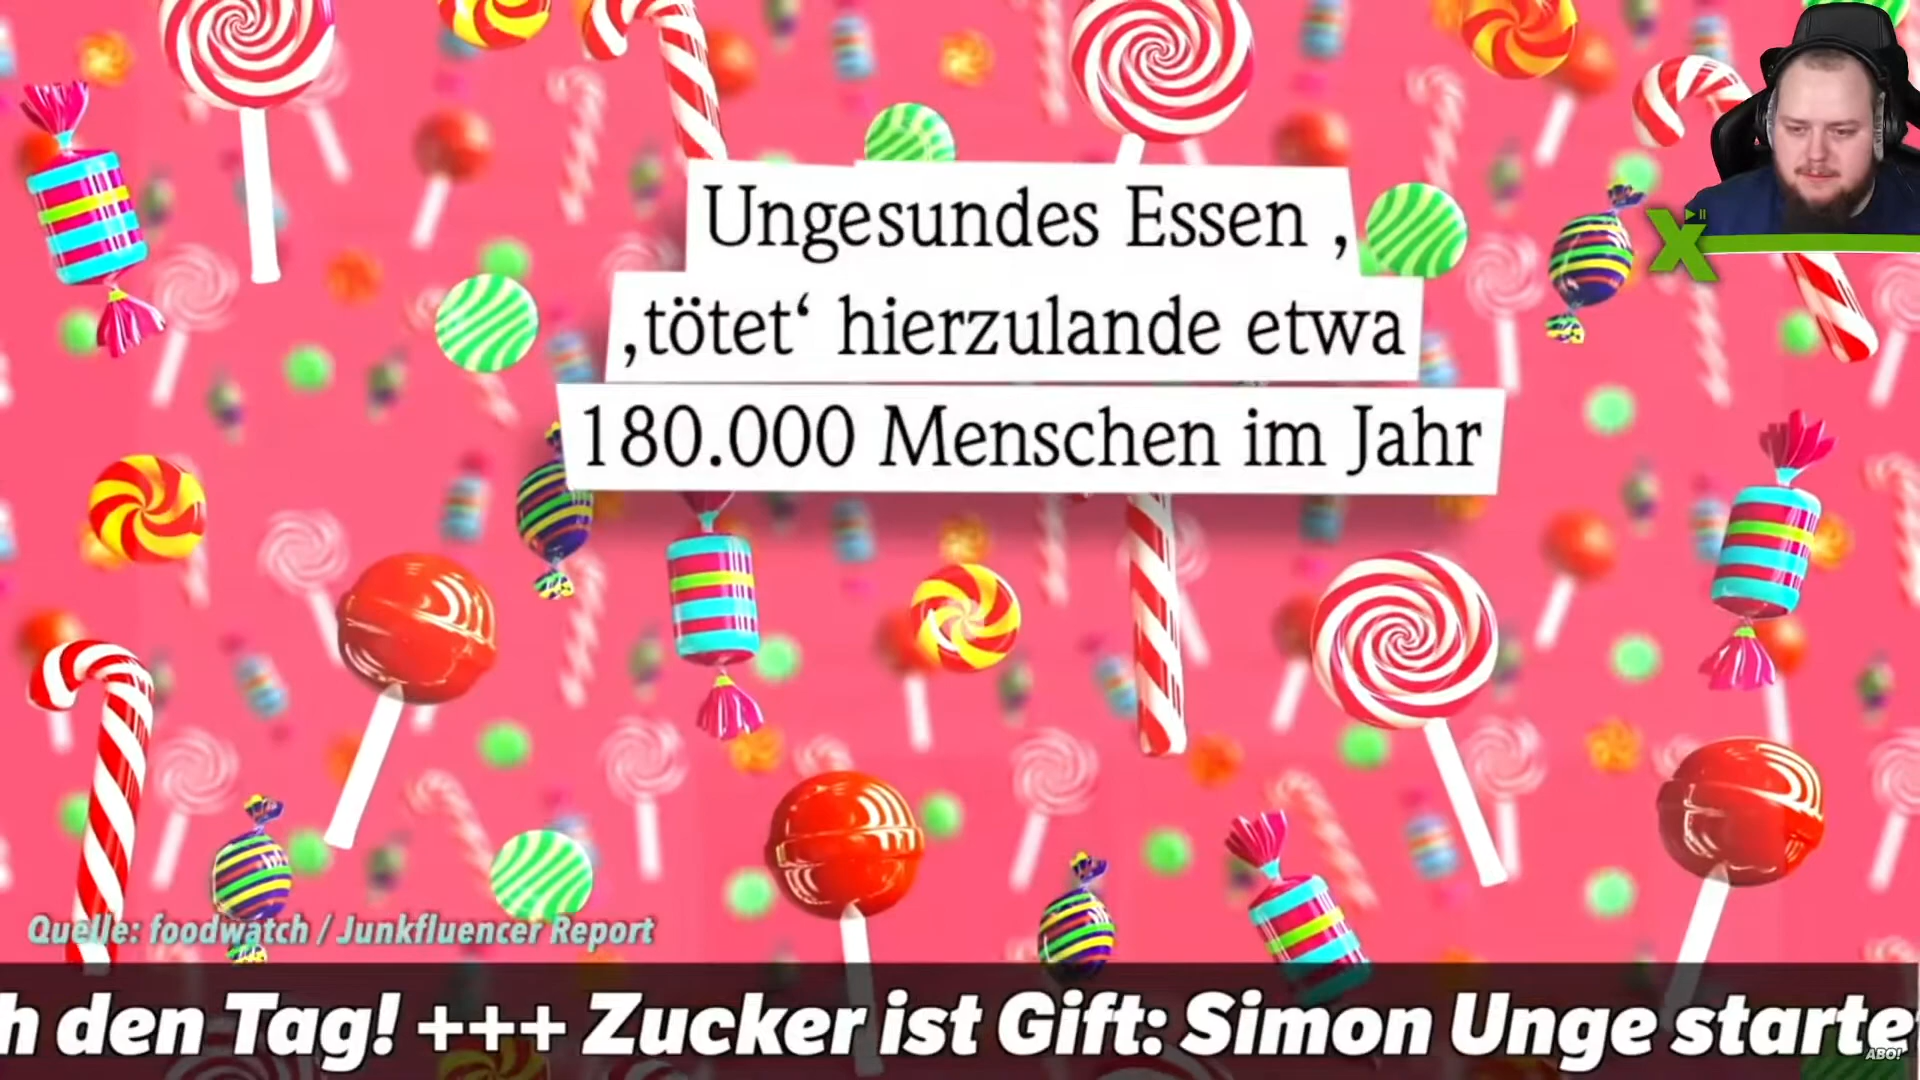 Ungesundes Essen ,
‚tötet‘ hierzulande etwa
180.000 Menschen im Jahr
Quelle: foodwatch / Junkfluencer Report
h den Tag! +++ Zucker ist Gift: Simon Unge starte
ABO!